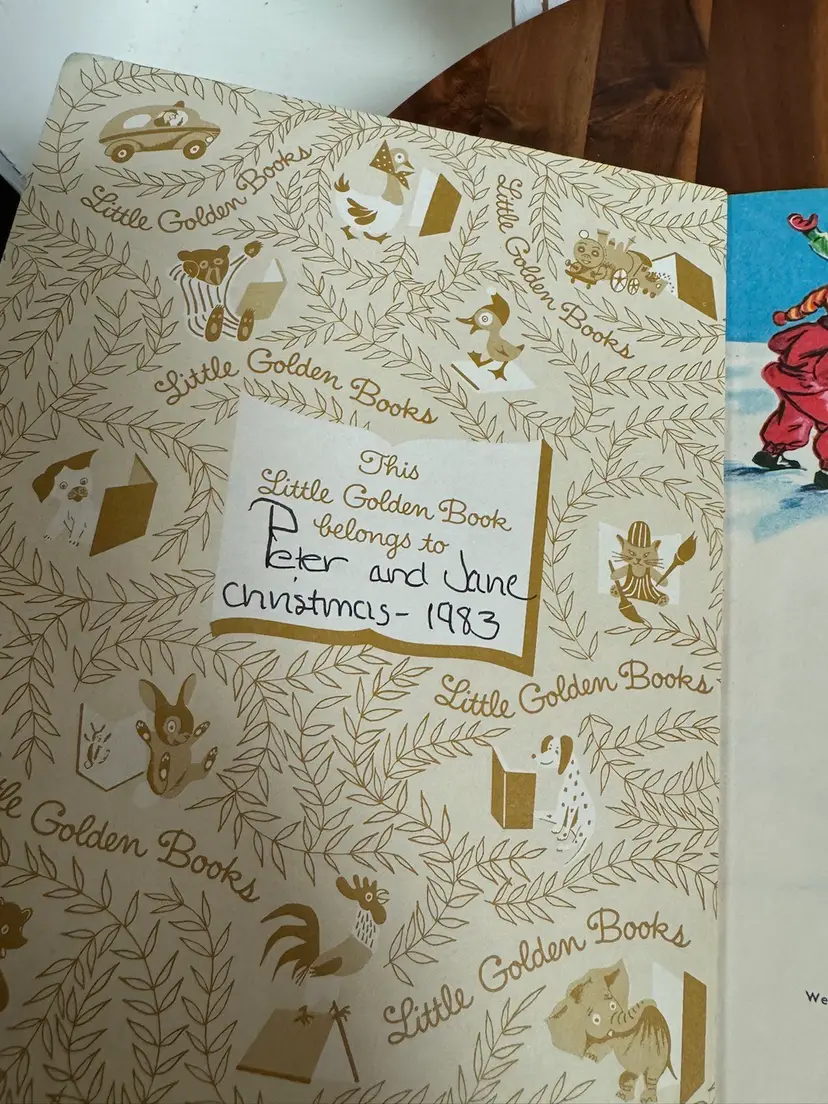 Little Golden Books
Little Golden Books
Little Golden Books
This
Little Golden Book
belongs to
Peter and Jane
Christmas - 1983
Little Golden Books
Golden Books
Little Golden Books
We